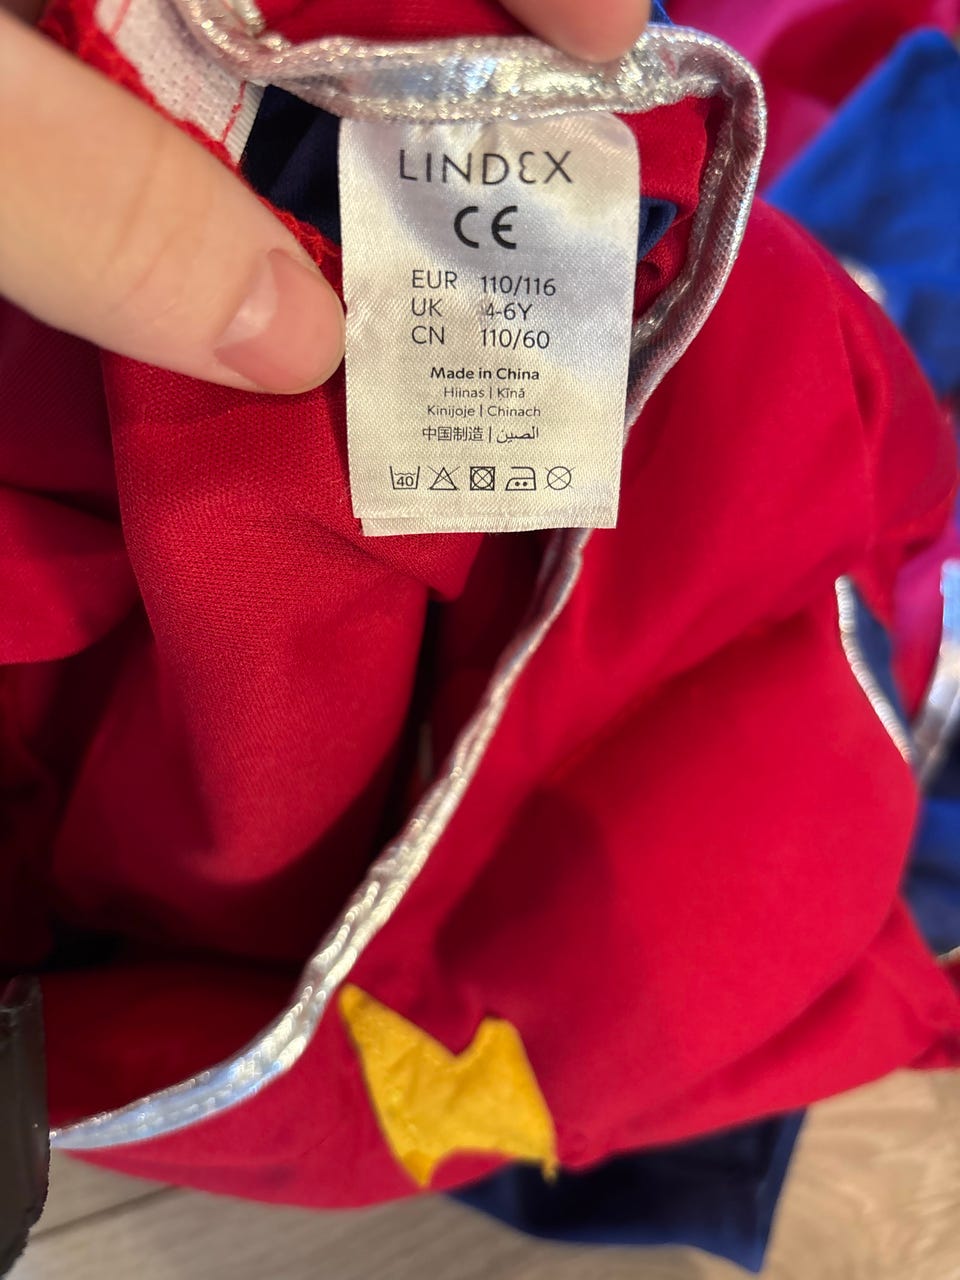 LINDEX
CE
EUR 110/116
UK 4-6Y
CN 110/60
Made in China
Hiinas | Ķīnā
Kinijoje | Chinach
中国制造 | الصين
40